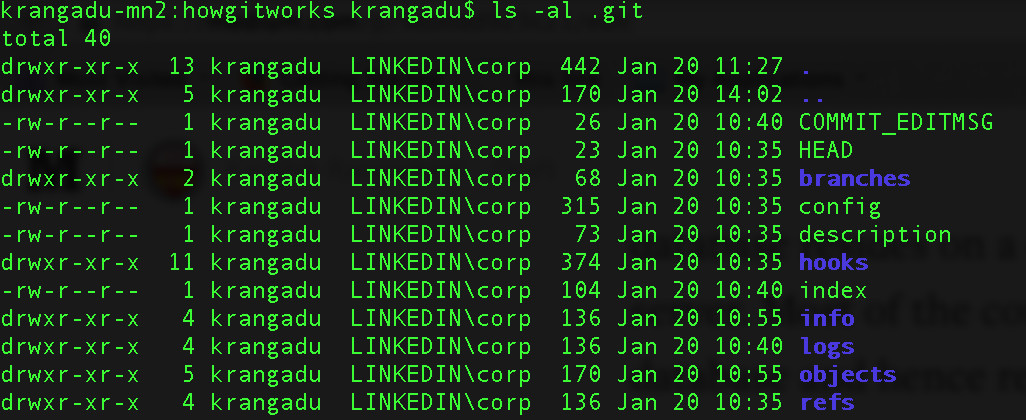 krangadu-mn2:howgitworks krangadu$ ls -al .git
total 40
drwxr-xr-x  13 krangadu  LINKEDIN\corp  442 Jan 20 11:27 .
drwxr-xr-x   5 krangadu  LINKEDIN\corp  170 Jan 20 14:02 ..
-rw-r--r--   1 krangadu  LINKEDIN\corp   26 Jan 20 10:40 COMMIT_EDITMSG
-rw-r--r--   1 krangadu  LINKEDIN\corp   23 Jan 20 10:35 HEAD
drwxr-xr-x   2 krangadu  LINKEDIN\corp   68 Jan 20 10:35 branches
-rw-r--r--   1 krangadu  LINKEDIN\corp  315 Jan 20 10:35 config
-rw-r--r--   1 krangadu  LINKEDIN\corp   73 Jan 20 10:35 description
drwxr-xr-x  11 krangadu  LINKEDIN\corp  374 Jan 20 10:35 hooks
-rw-r--r--   1 krangadu  LINKEDIN\corp  104 Jan 20 10:40 index
drwxr-xr-x   4 krangadu  LINKEDIN\corp  136 Jan 20 10:55 info
drwxr-xr-x   4 krangadu  LINKEDIN\corp  136 Jan 20 10:40 logs
drwxr-xr-x   5 krangadu  LINKEDIN\corp  170 Jan 20 10:55 objects
drwxr-xr-x   4 krangadu  LINKEDIN\corp  136 Jan 20 10:35 refs